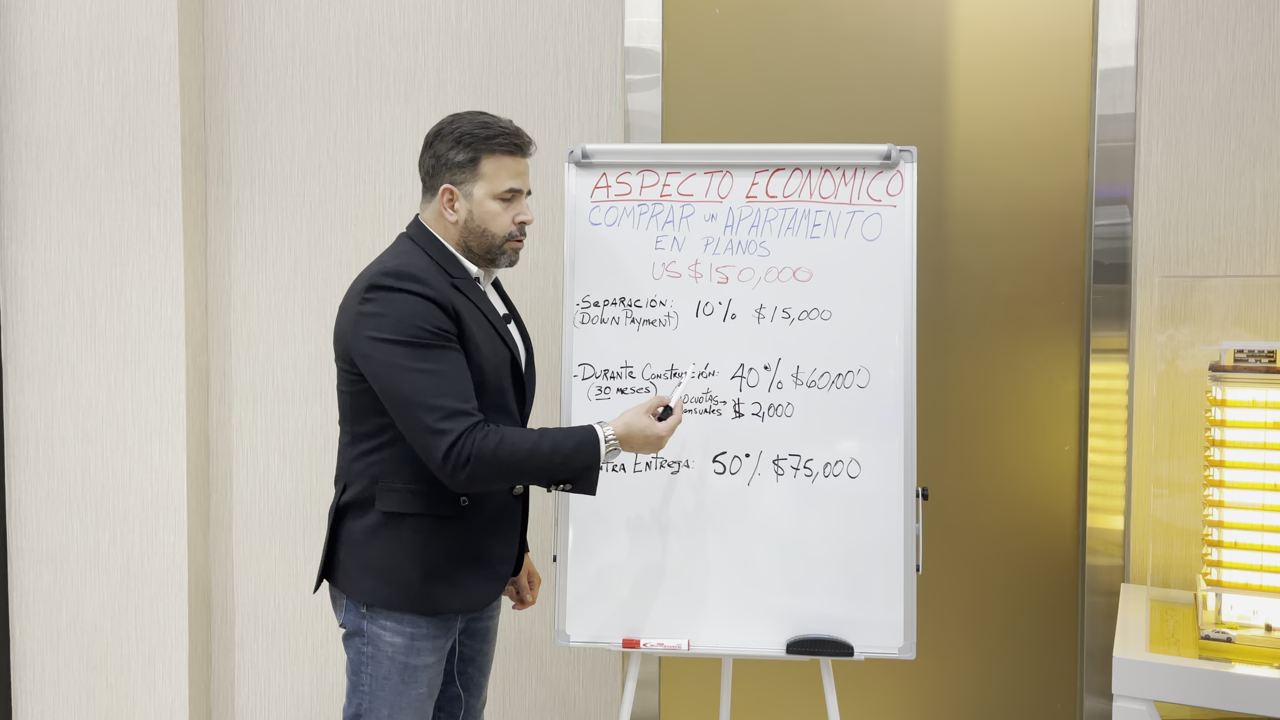 ASPECTO ECONÓMICO
COMPRAR un APARTAMENTO
EN PLANOS
US $150,000
-SEPARACIÓN: 10% $15,000
(DOWN PAYMENT)
-DURANTE CONSTRUCCIÓN: 40% $60,000
(30 MESES)
CUOTAS→ $2,000
ENTREGA: 50% $75,000